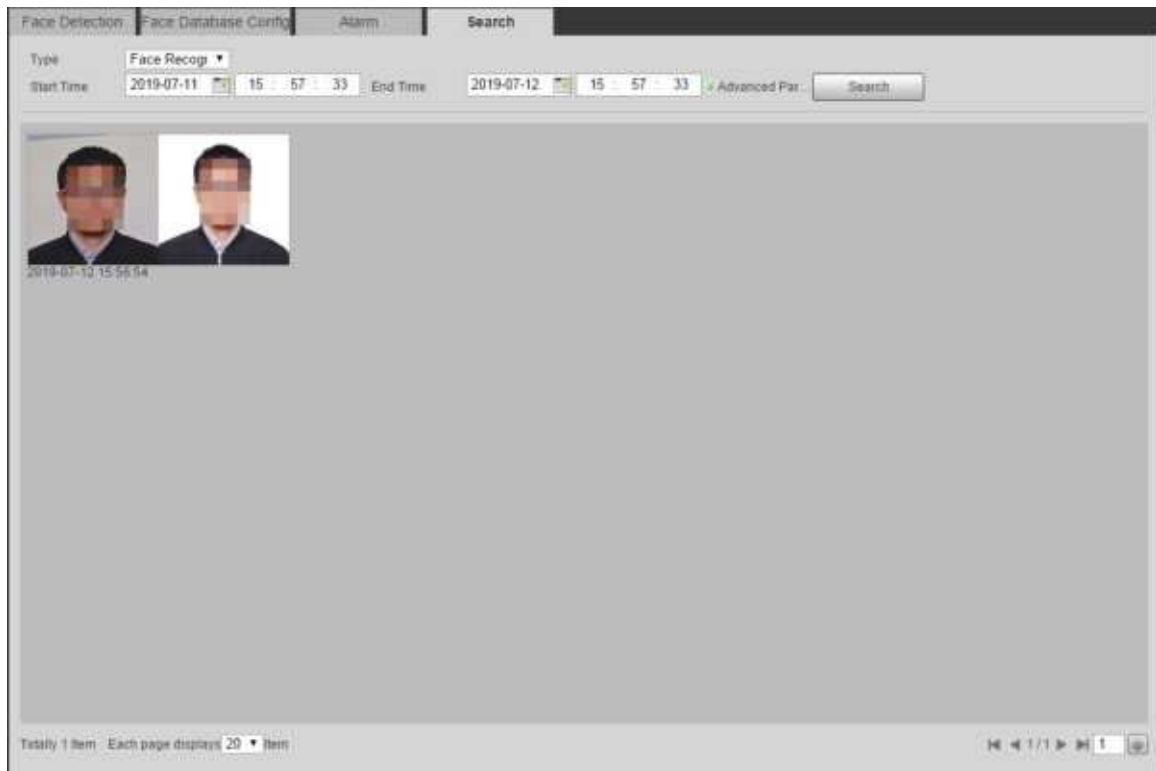 Face Detection Face Database Config Alarm Search
Type Face Recogr
Start Time 2019-07-11 15 : 57 : 33 End Time 2019-07-12 15 : 57 : 33 Advanced Par.. Search
2019-07-12 15:56:54
Totally 1 Item Each page displays 20 Item 1/1 1